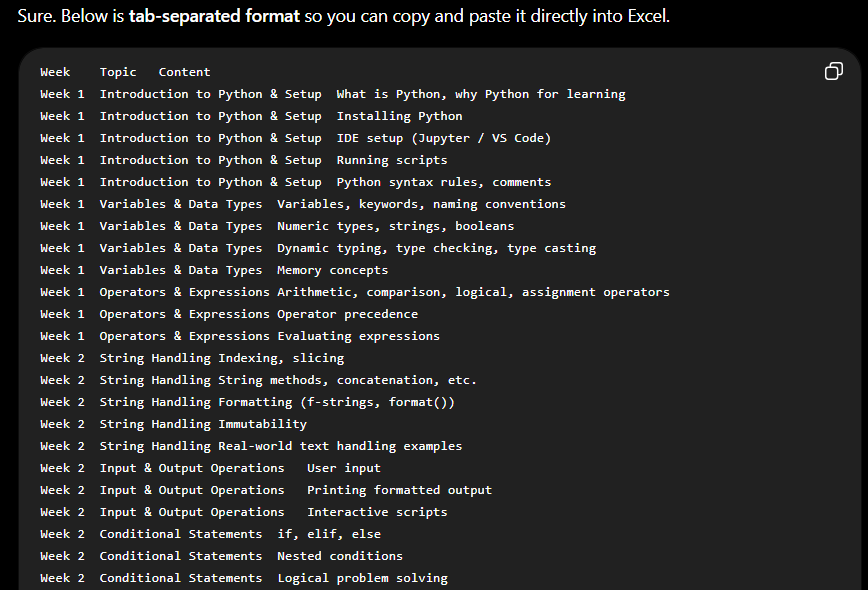 Sure. Below is tab-separated format so you can copy and paste it directly into Excel.
Week	Topic	Content
Week 1	Introduction to Python & Setup	What is Python, why Python for learning
Week 1	Introduction to Python & Setup	Installing Python
Week 1	Introduction to Python & Setup	IDE setup (Jupyter / VS Code)
Week 1	Introduction to Python & Setup	Running scripts
Week 1	Introduction to Python & Setup	Python syntax rules, comments
Week 1	Variables & Data Types	Variables, keywords, naming conventions
Week 1	Variables & Data Types	Numeric types, strings, booleans
Week 1	Variables & Data Types	Dynamic typing, type checking, type casting
Week 1	Variables & Data Types	Memory concepts
Week 1	Operators & Expressions	Arithmetic, comparison, logical, assignment operators
Week 1	Operators & Expressions	Operator precedence
Week 1	Operators & Expressions	Evaluating expressions
Week 2	String Handling	Indexing, slicing
Week 2	String Handling	String methods, concatenation, etc.
Week 2	String Handling	Formatting (f-strings, format())
Week 2	String Handling	Immutability
Week 2	String Handling	Real-world text handling examples
Week 2	Input & Output Operations	User input
Week 2	Input & Output Operations	Printing formatted output
Week 2	Input & Output Operations	Interactive scripts
Week 2	Conditional Statements	if, elif, else
Week 2	Conditional Statements	Nested conditions
Week 2	Conditional Statements	Logical problem solving